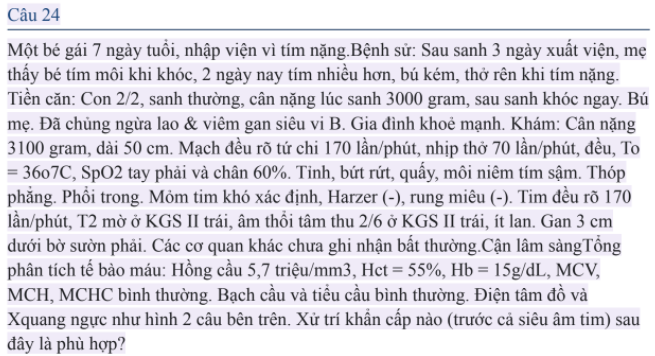 Câu 24
Một bé gái 7 ngày tuổi, nhập viện vì tím nặng.Bệnh sử: Sau sanh 3 ngày xuất viện, mẹ
thấy bé tím môi khi khóc, 2 ngày nay tím nhiều hơn, bú kém, thở rên khi tím nặng.
Tiền căn: Con 2/2, sanh thường, cân nặng lúc sanh 3000 gram, sau sanh khóc ngay. Bú
mẹ. Đã chủng ngừa lao & viêm gan siêu vi B. Gia đình khoẻ mạnh. Khám: Cân nặng
3100 gram, dài 50 cm. Mạch đều rõ tứ chi 170 lần/phút, nhịp thở 70 lần/phút, đều, To
= 36o7C, SpO2 tay phải và chân 60%. Tỉnh, bứt rứt, quấy, môi niêm tím sậm. Thóp
phẳng. Phổi trong. Mỏm tim khó xác định, Harzer (-), rung miêu (-). Tim đều rõ 170
lần/phút, T2 mờ ở KGS II trái, âm thổi tâm thu 2/6 ở KGS II trái, ít lan. Gan 3 cm
dưới bờ sườn phải. Các cơ quan khác chưa ghi nhận bất thường.Cận lâm sàngTổng
phân tích tế bào máu: Hồng cầu 5,7 triệu/mm3, Hct = 55%, Hb = 15g/dL, MCV,
MCH, MCHC bình thường. Bạch cầu và tiểu cầu bình thường. Điện tâm đồ và
Xquang ngực như hình 2 câu bên trên. Xử trí khẩn cấp nào (trước cả siêu âm tim) sau
đây là phù hợp?